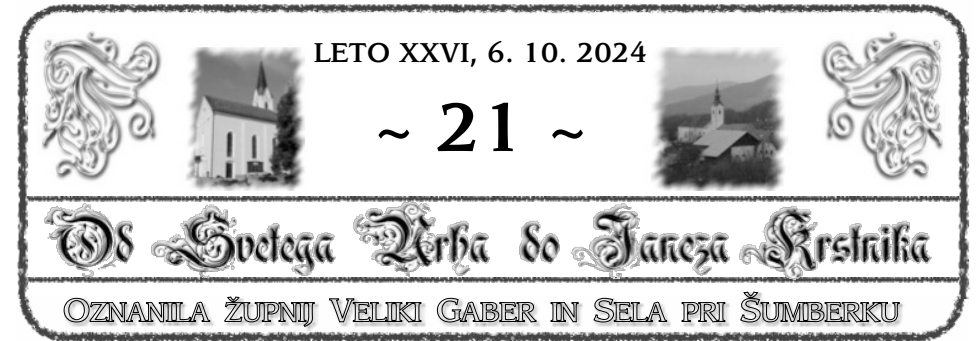 LETO XXVI, 6. 10. 2024
~ 21 ~
Od Svetega Urha do Janeza Krstnika
OZNANILA ŽUPNIJ VELIKI GABER IN SELA PRI ŠUMBERKU